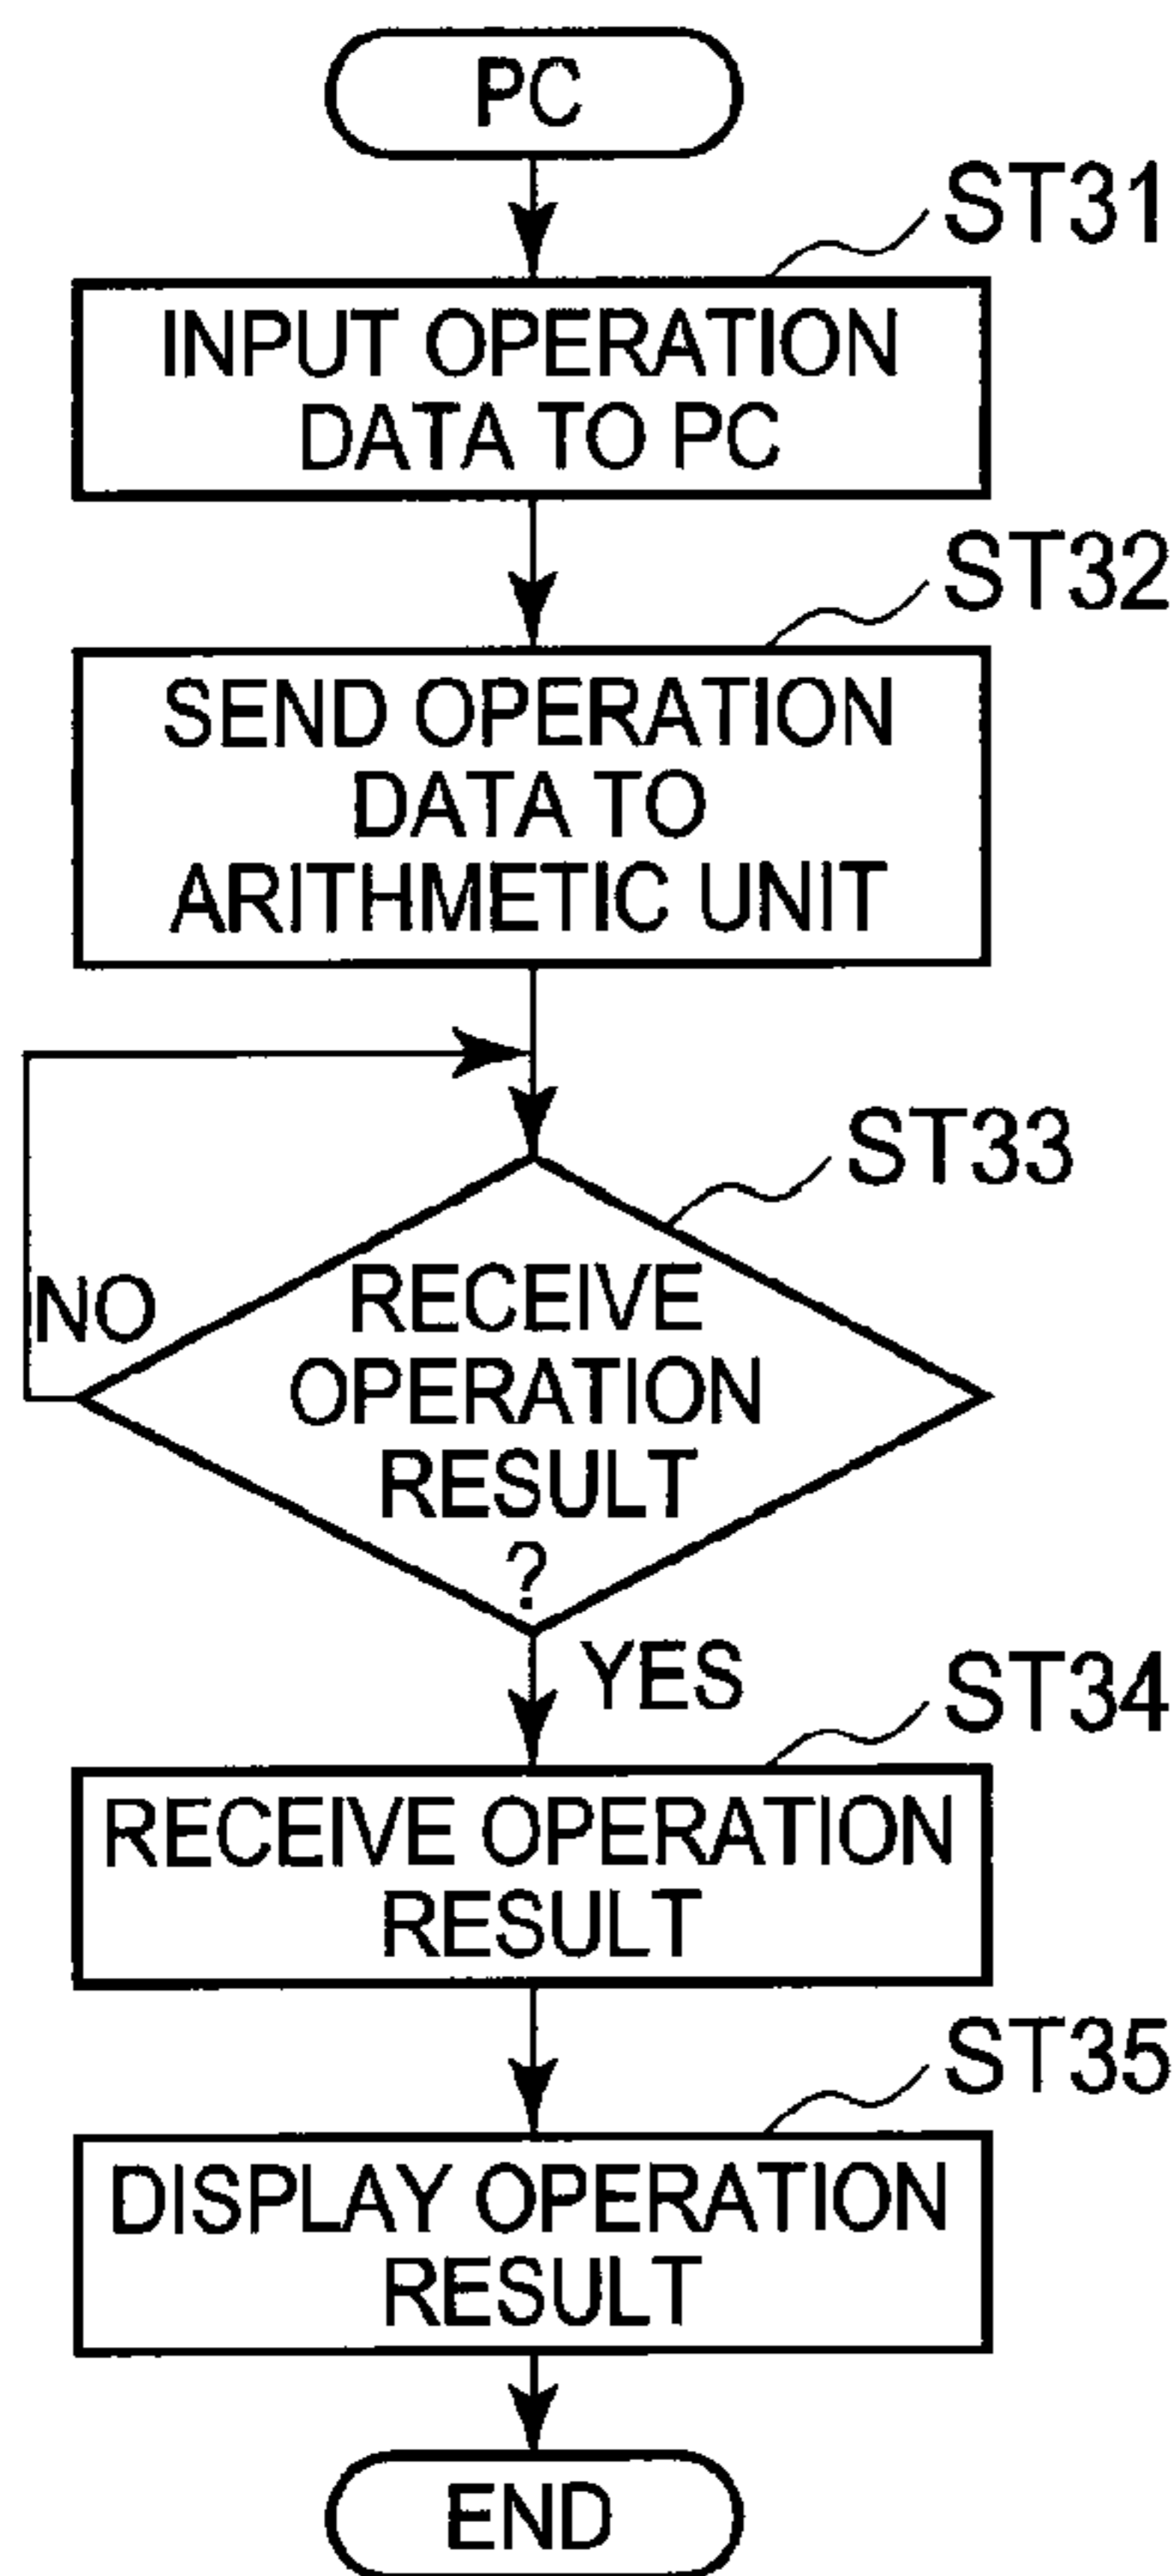 PC
ST31
INPUT OPERATION
DATA TO PC
ST32
SEND OPERATION
DATA TO
ARITHMETIC UNIT
ST33
NO
RECEIVE
OPERATION
RESULT
?
YES
ST34
RECEIVE OPERATION
RESULT
ST35
DISPLAY OPERATION
RESULT
END